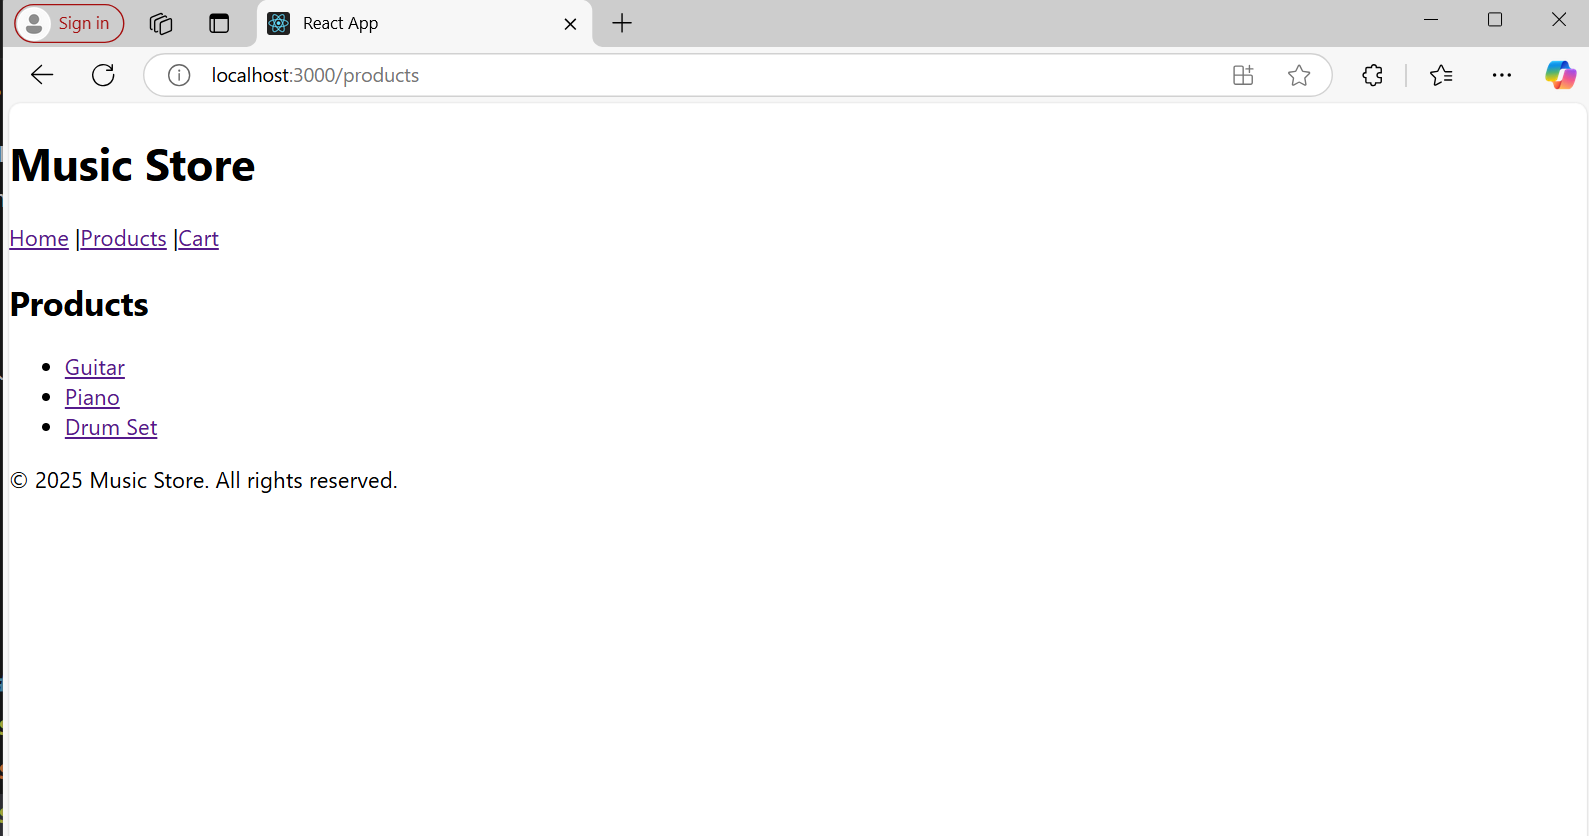 Sign in
React App
localhost:3000/products
Music Store
Home |Products |Cart
Products
Guitar
Piano
Drum Set
© 2025 Music Store. All rights reserved.